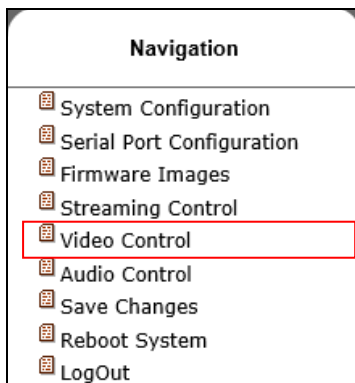 Navigation
System Configuration
Serial Port Configuration
Firmware Images
Streaming Control
Video Control
Audio Control
Save Changes
Reboot System
LogOut